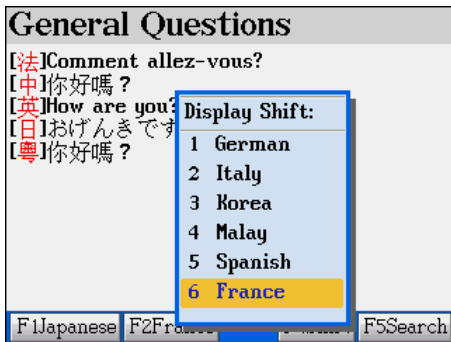 General Questions
[法]Comment allez-vous?
[中]你好嗎？
[英]How are you?
[日]おげんきです
[粵]你好嗎？
Display Shift:
1 German
2 Italy
3 Korea
4 Malay
5 Spanish
6 France
F1Japanese
F5Search